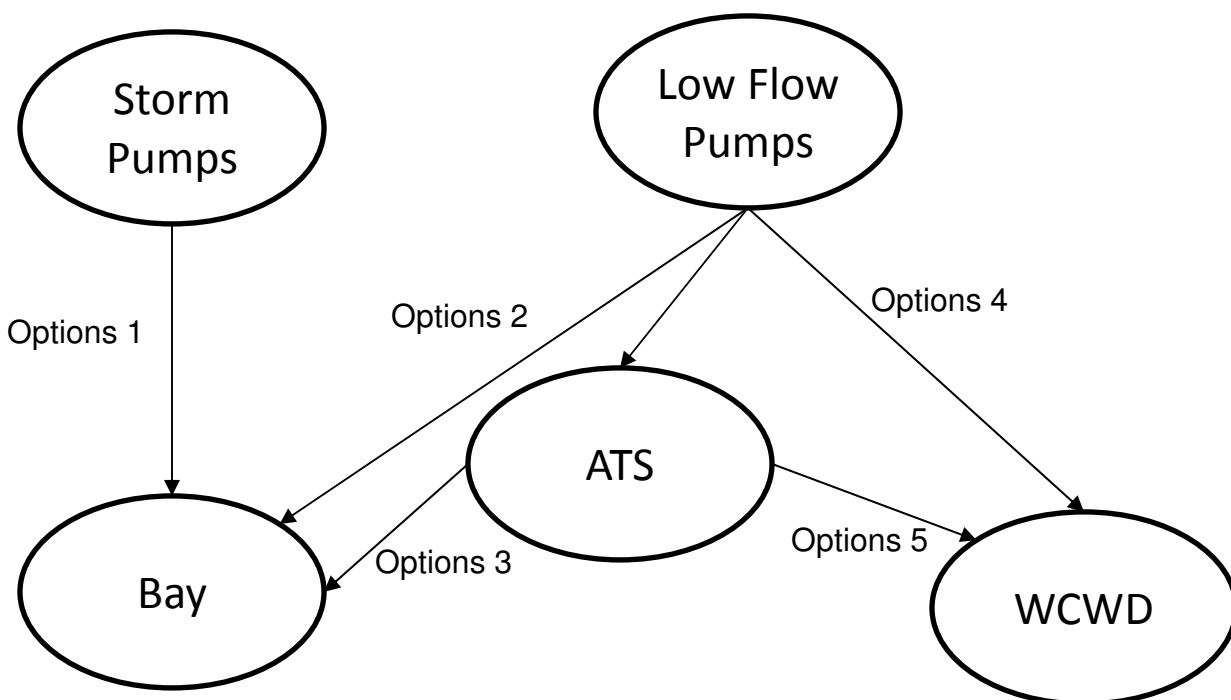 Storm
Pumps
Low Flow
Pumps
Options 1
Options 2
Options 4
ATS
Options 3
Options 5
Bay
WCWD